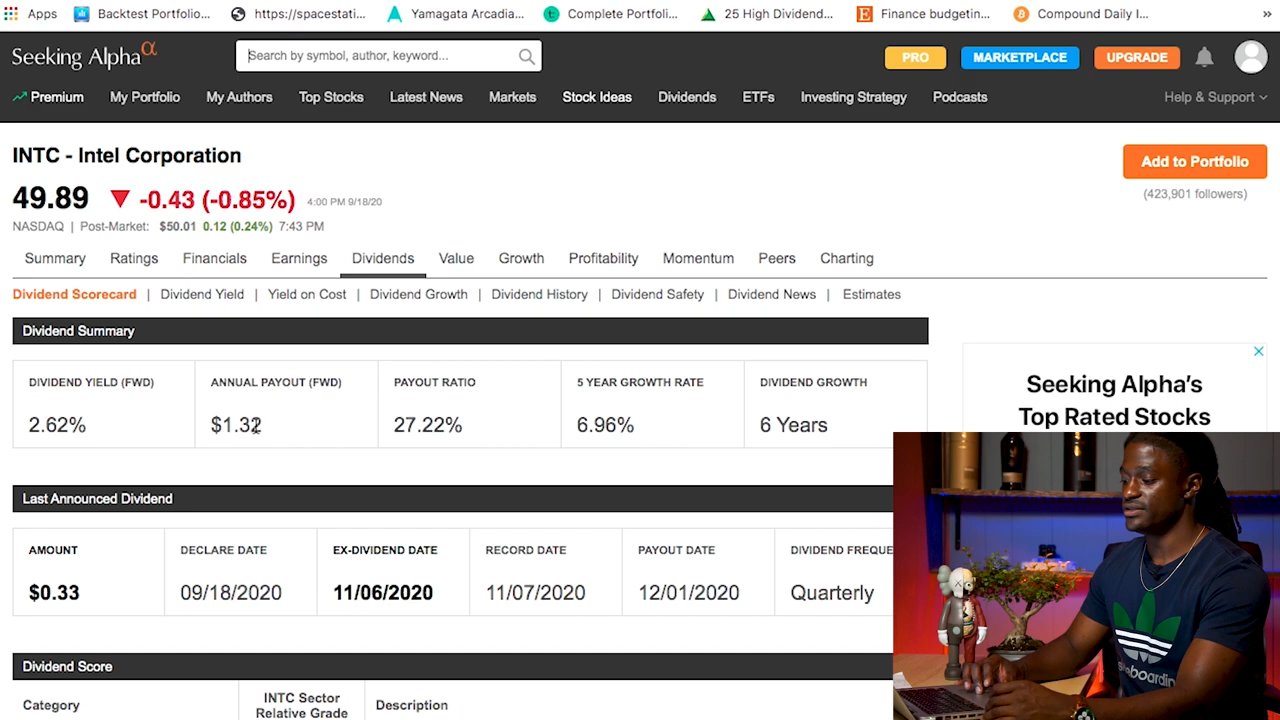 Apps Backtest Portfolio... https://spacestati... Yamagata Arcadia... Complete Portfoli... 25 High Dividend... Finance budgetin... Compound Daily I... »
Seeking Alpha α Search by symbol, author, keyword... PRO MARKETPLACE UPGRADE
Premium My Portfolio My Authors Top Stocks Latest News Markets Stock Ideas Dividends ETFs Investing Strategy Podcasts Help & Support
INTC - Intel Corporation
Add to Portfolio
49.89 ▼ -0.43 (-0.85%) 4:00 PM 9/18/20
(423,901 followers)
NASDAQ | Post-Market: $50.01 0.12 (0.24%) 7:43 PM
Summary Ratings Financials Earnings Dividends Value Growth Profitability Momentum Peers Charting
Dividend Scorecard | Dividend Yield | Yield on Cost | Dividend Growth | Dividend History | Dividend Safety | Dividend News | Estimates
Dividend Summary
DIVIDEND YIELD (FWD) ANNUAL PAYOUT (FWD) PAYOUT RATIO 5 YEAR GROWTH RATE DIVIDEND GROWTH
2.62% $1.32 27.22% 6.96% 6 Years
Seeking Alpha's
Top Rated Stocks
Last Announced Dividend
AMOUNT DECLARE DATE EX-DIVIDEND DATE RECORD DATE PAYOUT DATE DIVIDEND FREQUE
$0.33 09/18/2020 11/06/2020 11/07/2020 12/01/2020 Quarterly
Dividend Score
Category INTC Sector
Relative Grade Description
skateboarding